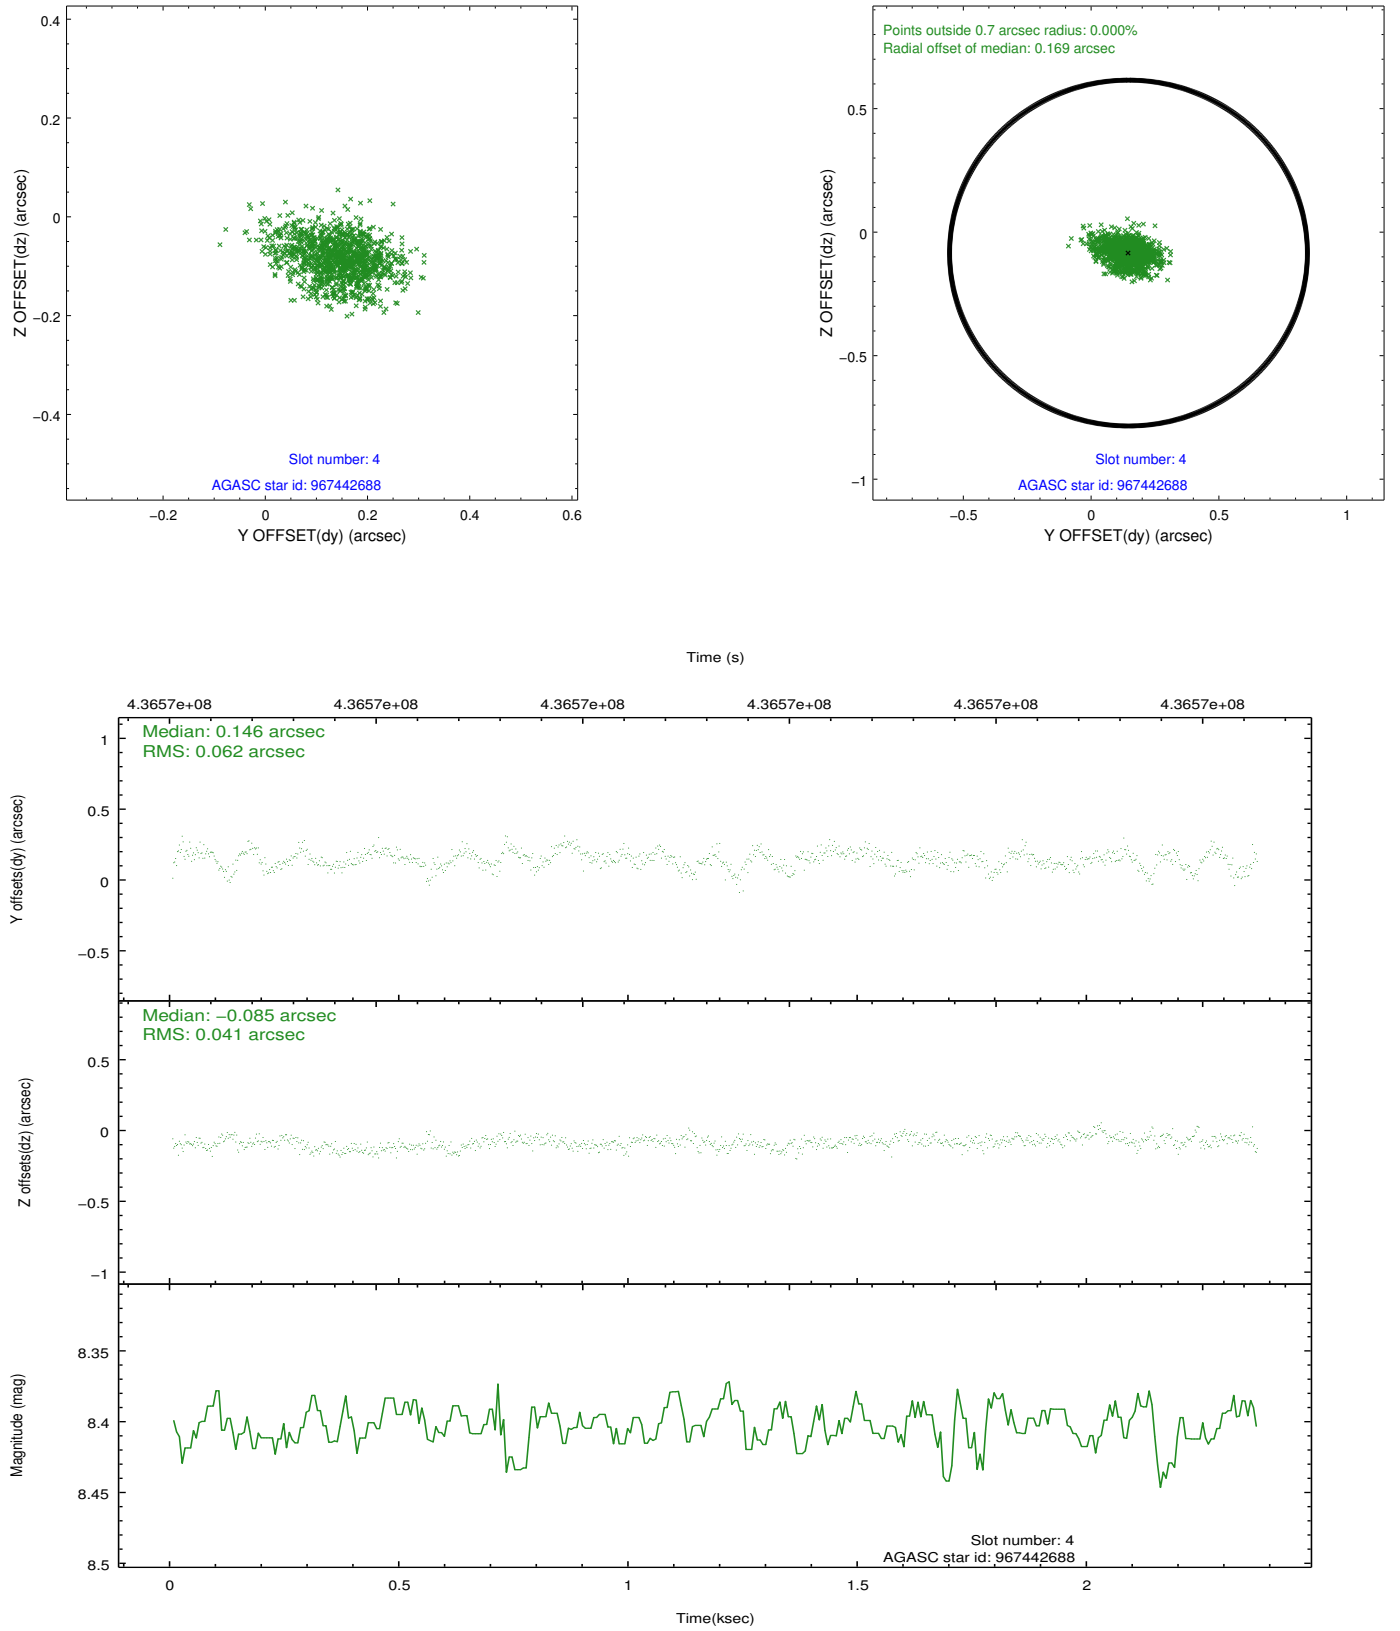 0.4
0.2
0
−0.2
−0.4
Z OFFSET(dz) (arcsec)
Slot number: 4
AGASC star id: 967442688
−0.2 0 0.2 0.4 0.6
Y OFFSET(dy) (arcsec)
Points outside 0.7 arcsec radius: 0.000%
Radial offset of median: 0.169 arcsec
0.5
0
−0.5
−1
Z OFFSET(dz) (arcsec)
Slot number: 4
AGASC star id: 967442688
−0.5 0 0.5 1
Y OFFSET(dy) (arcsec)
Time (s)
4.3657e+08 4.3657e+08 4.3657e+08 4.3657e+08 4.3657e+08 4.3657e+08
Median: 0.146 arcsec
RMS: 0.062 arcsec
1
0.5
0
−0.5
Y offsets(dy) (arcsec)
Median: −0.085 arcsec
RMS: 0.041 arcsec
0.5
0
−0.5
−1
Z offsets(dz) (arcsec)
8.35
8.4
8.45
8.5
Magnitude (mag)
Slot number: 4
AGASC star id: 967442688
0 0.5 1 1.5 2
Time(ksec)